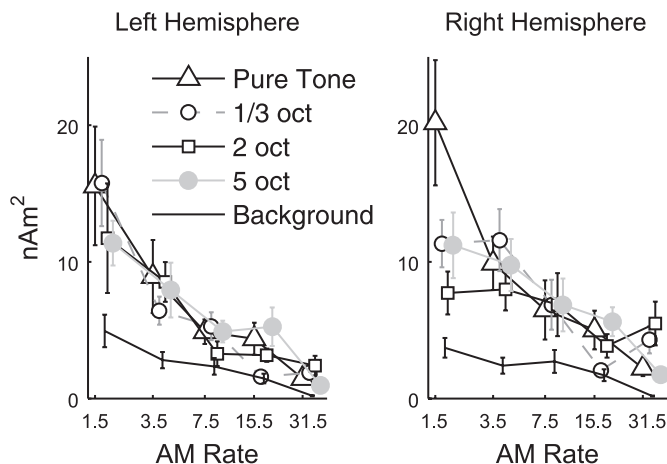 Left Hemisphere
Right Hemisphere
Pure Tone
1/3 oct
2 oct
5 oct
Background
nAm²
20
10
0
1.5 3.5 7.5 15.5 31.5
AM Rate
20
10
0
1.5 3.5 7.5 15.5 31.5
AM Rate